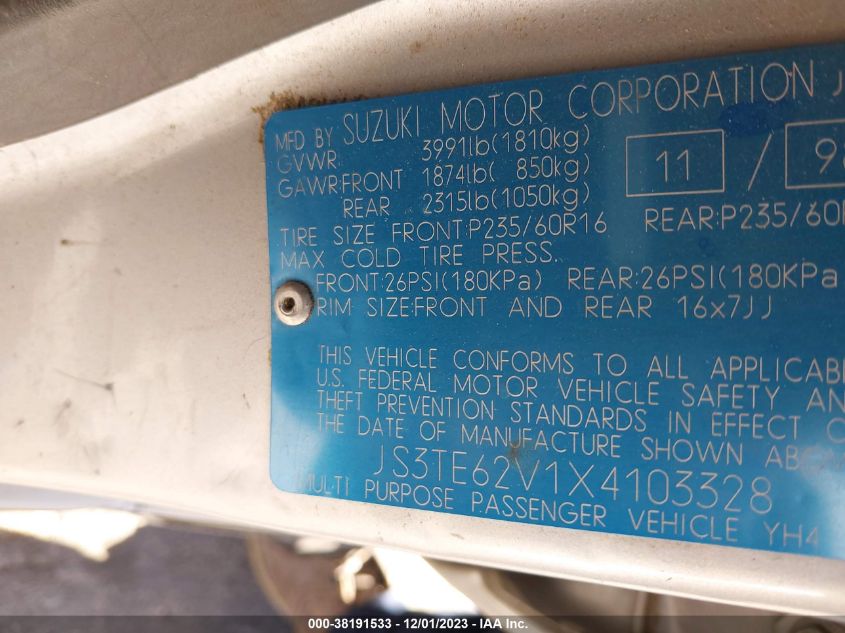 MFD BY SUZUKI MOTOR CORPORATION
GVWR 3991lb(1810kg)
GAWR:FRONT 1874lb( 850kg)
REAR 2315lb(1050kg)
11 /
TIRE SIZE FRONT:P235/60R16 REAR:P235/60
MAX COLD TIRE PRESS.
FRONT:26PSI(180KPa) REAR:26PSI(180KPa
RIM SIZE:FRONT AND REAR 16x7JJ
THIS VEHICLE CONFORMS TO ALL
U.S. FEDERAL MOTOR VEHICLE SAFETY
THEFT PREVENTION STANDARDS IN EFFECT
THE DATE OF MANUFACTURE SHOWN
JS3TE62V1X4103328
MULTI PURPOSE PASSENGER VEHICLE YH4
000-38191533 - 12/01/2023 - IAA Inc.